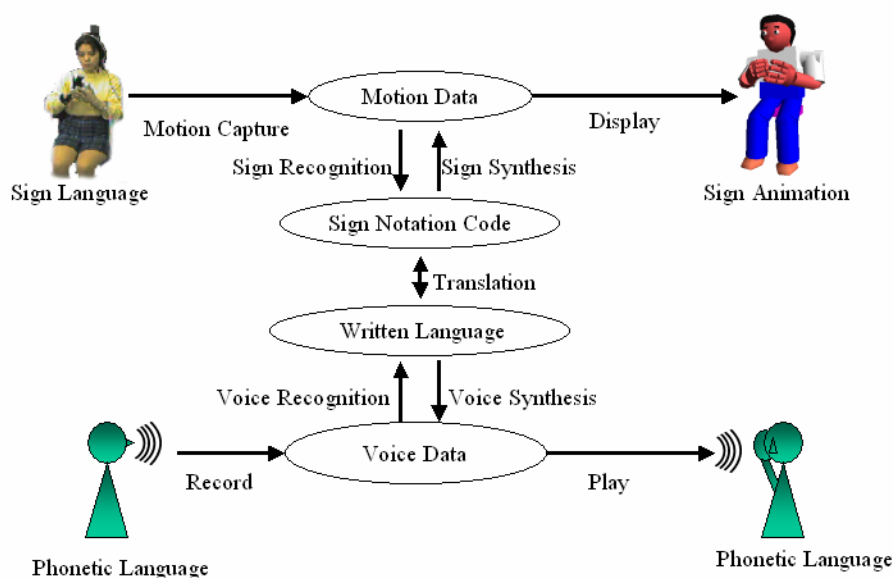 Motion Data
Motion Capture
Display
Sign Recognition
Sign Synthesis
Sign Language
Sign Animation
Sign Notation Code
Translation
Written Language
Voice Recognition
Voice Synthesis
Voice Data
Record
Play
Phonetic Language
Phonetic Language